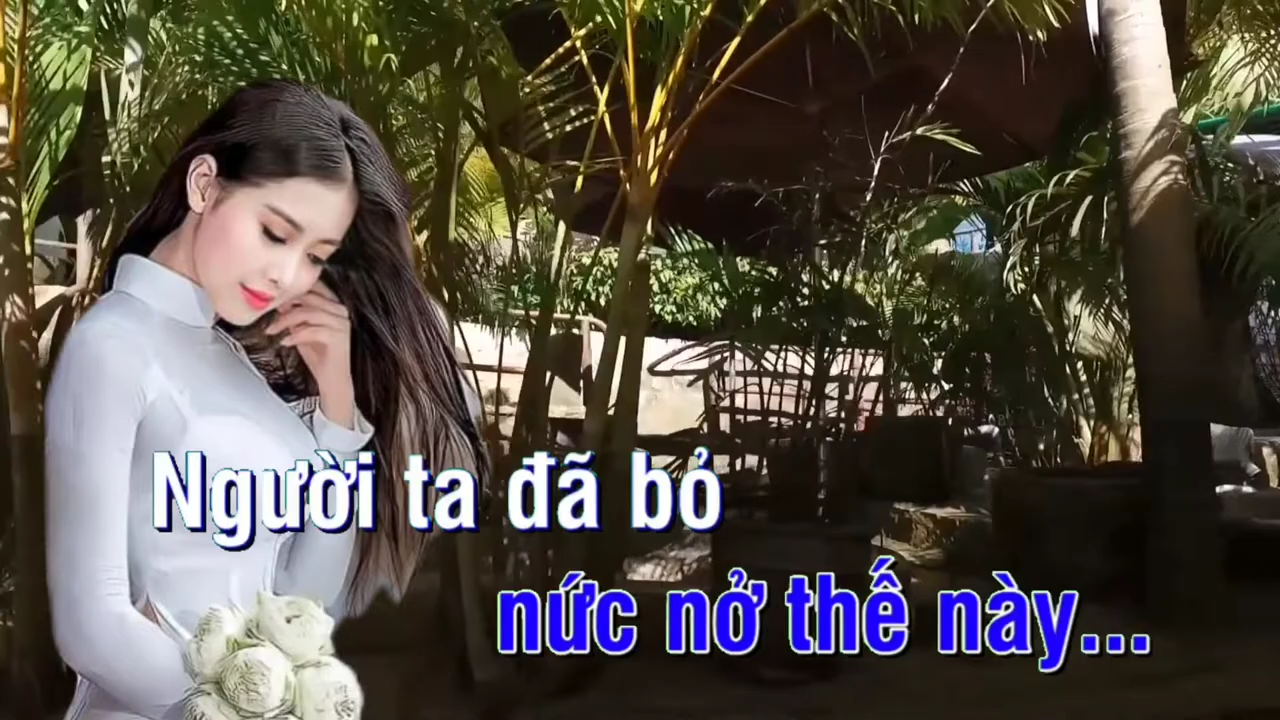 Người ta đã bỏ
nức nở thế này...